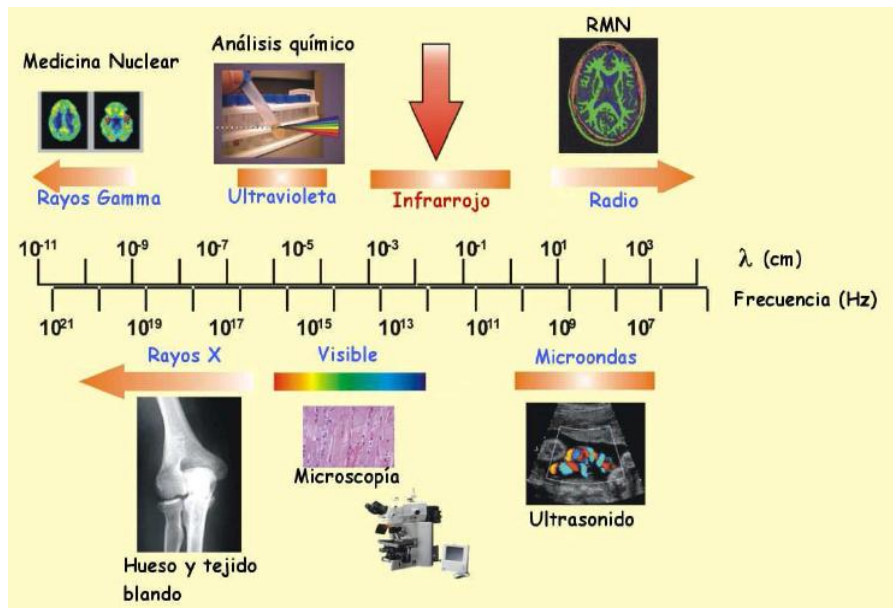 RMN
Análisis químico
Medicina Nuclear
Rayos Gamma
Ultravioleta
Infrarrojo
Radio
10-11 10-9 10-7 10-5 10-3 10-1 101 103
λ (cm)
Frecuencia (Hz)
1021 1019 1017 1015 1013 1011 109 107
Rayos X
Visible
Microondas
Microscopía
Ultrasonido
Hueso y tejido
blando